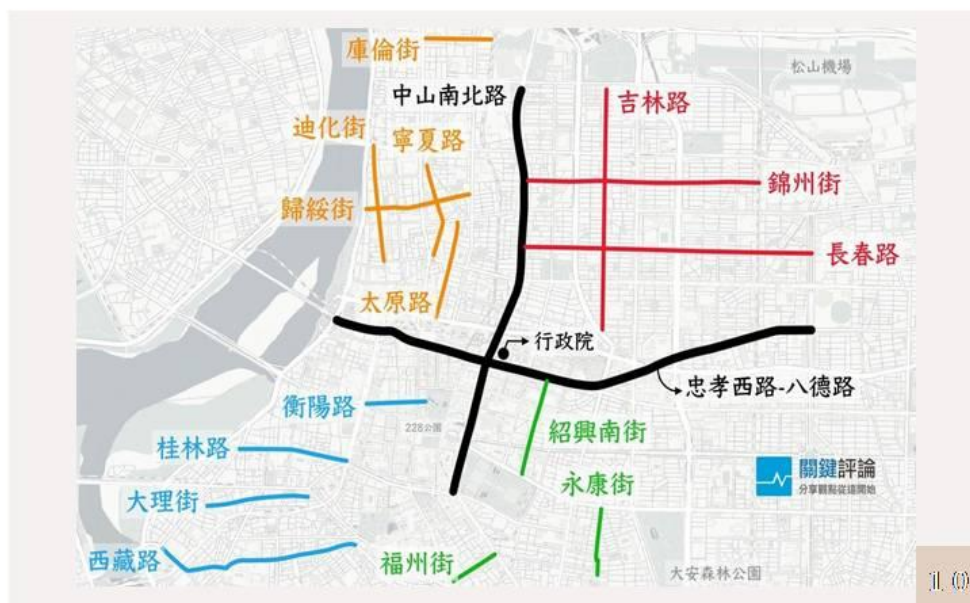 庫倫街
松山機場
中山南北路
吉林路
迪化街
寧夏路
錦州街
歸綏街
長春路
太原路
行政院
忠孝西路-八德路
衡陽路
228公園
紹興南街
桂林路
關鍵評論
分享觀點從這開始
永康街
大理街
西藏路
福州街
大安森林公園
10